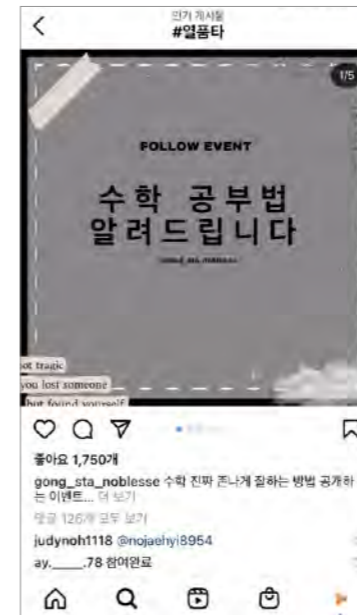 인기 게시물
#열품타
1/5
FOLLOW EVENT
수학 공부법
알려드립니다
ot tragic
you lost someone
but found yourself
좋아요 1,750개
gong_sta_noblesse 수학 진짜 존나게 잘하는 방법 공개하
는 이벤트... 더 보기
댓글 126개 모두 보기
judynoh1118 @nojaehyi8954
ay.____.78 참여완료